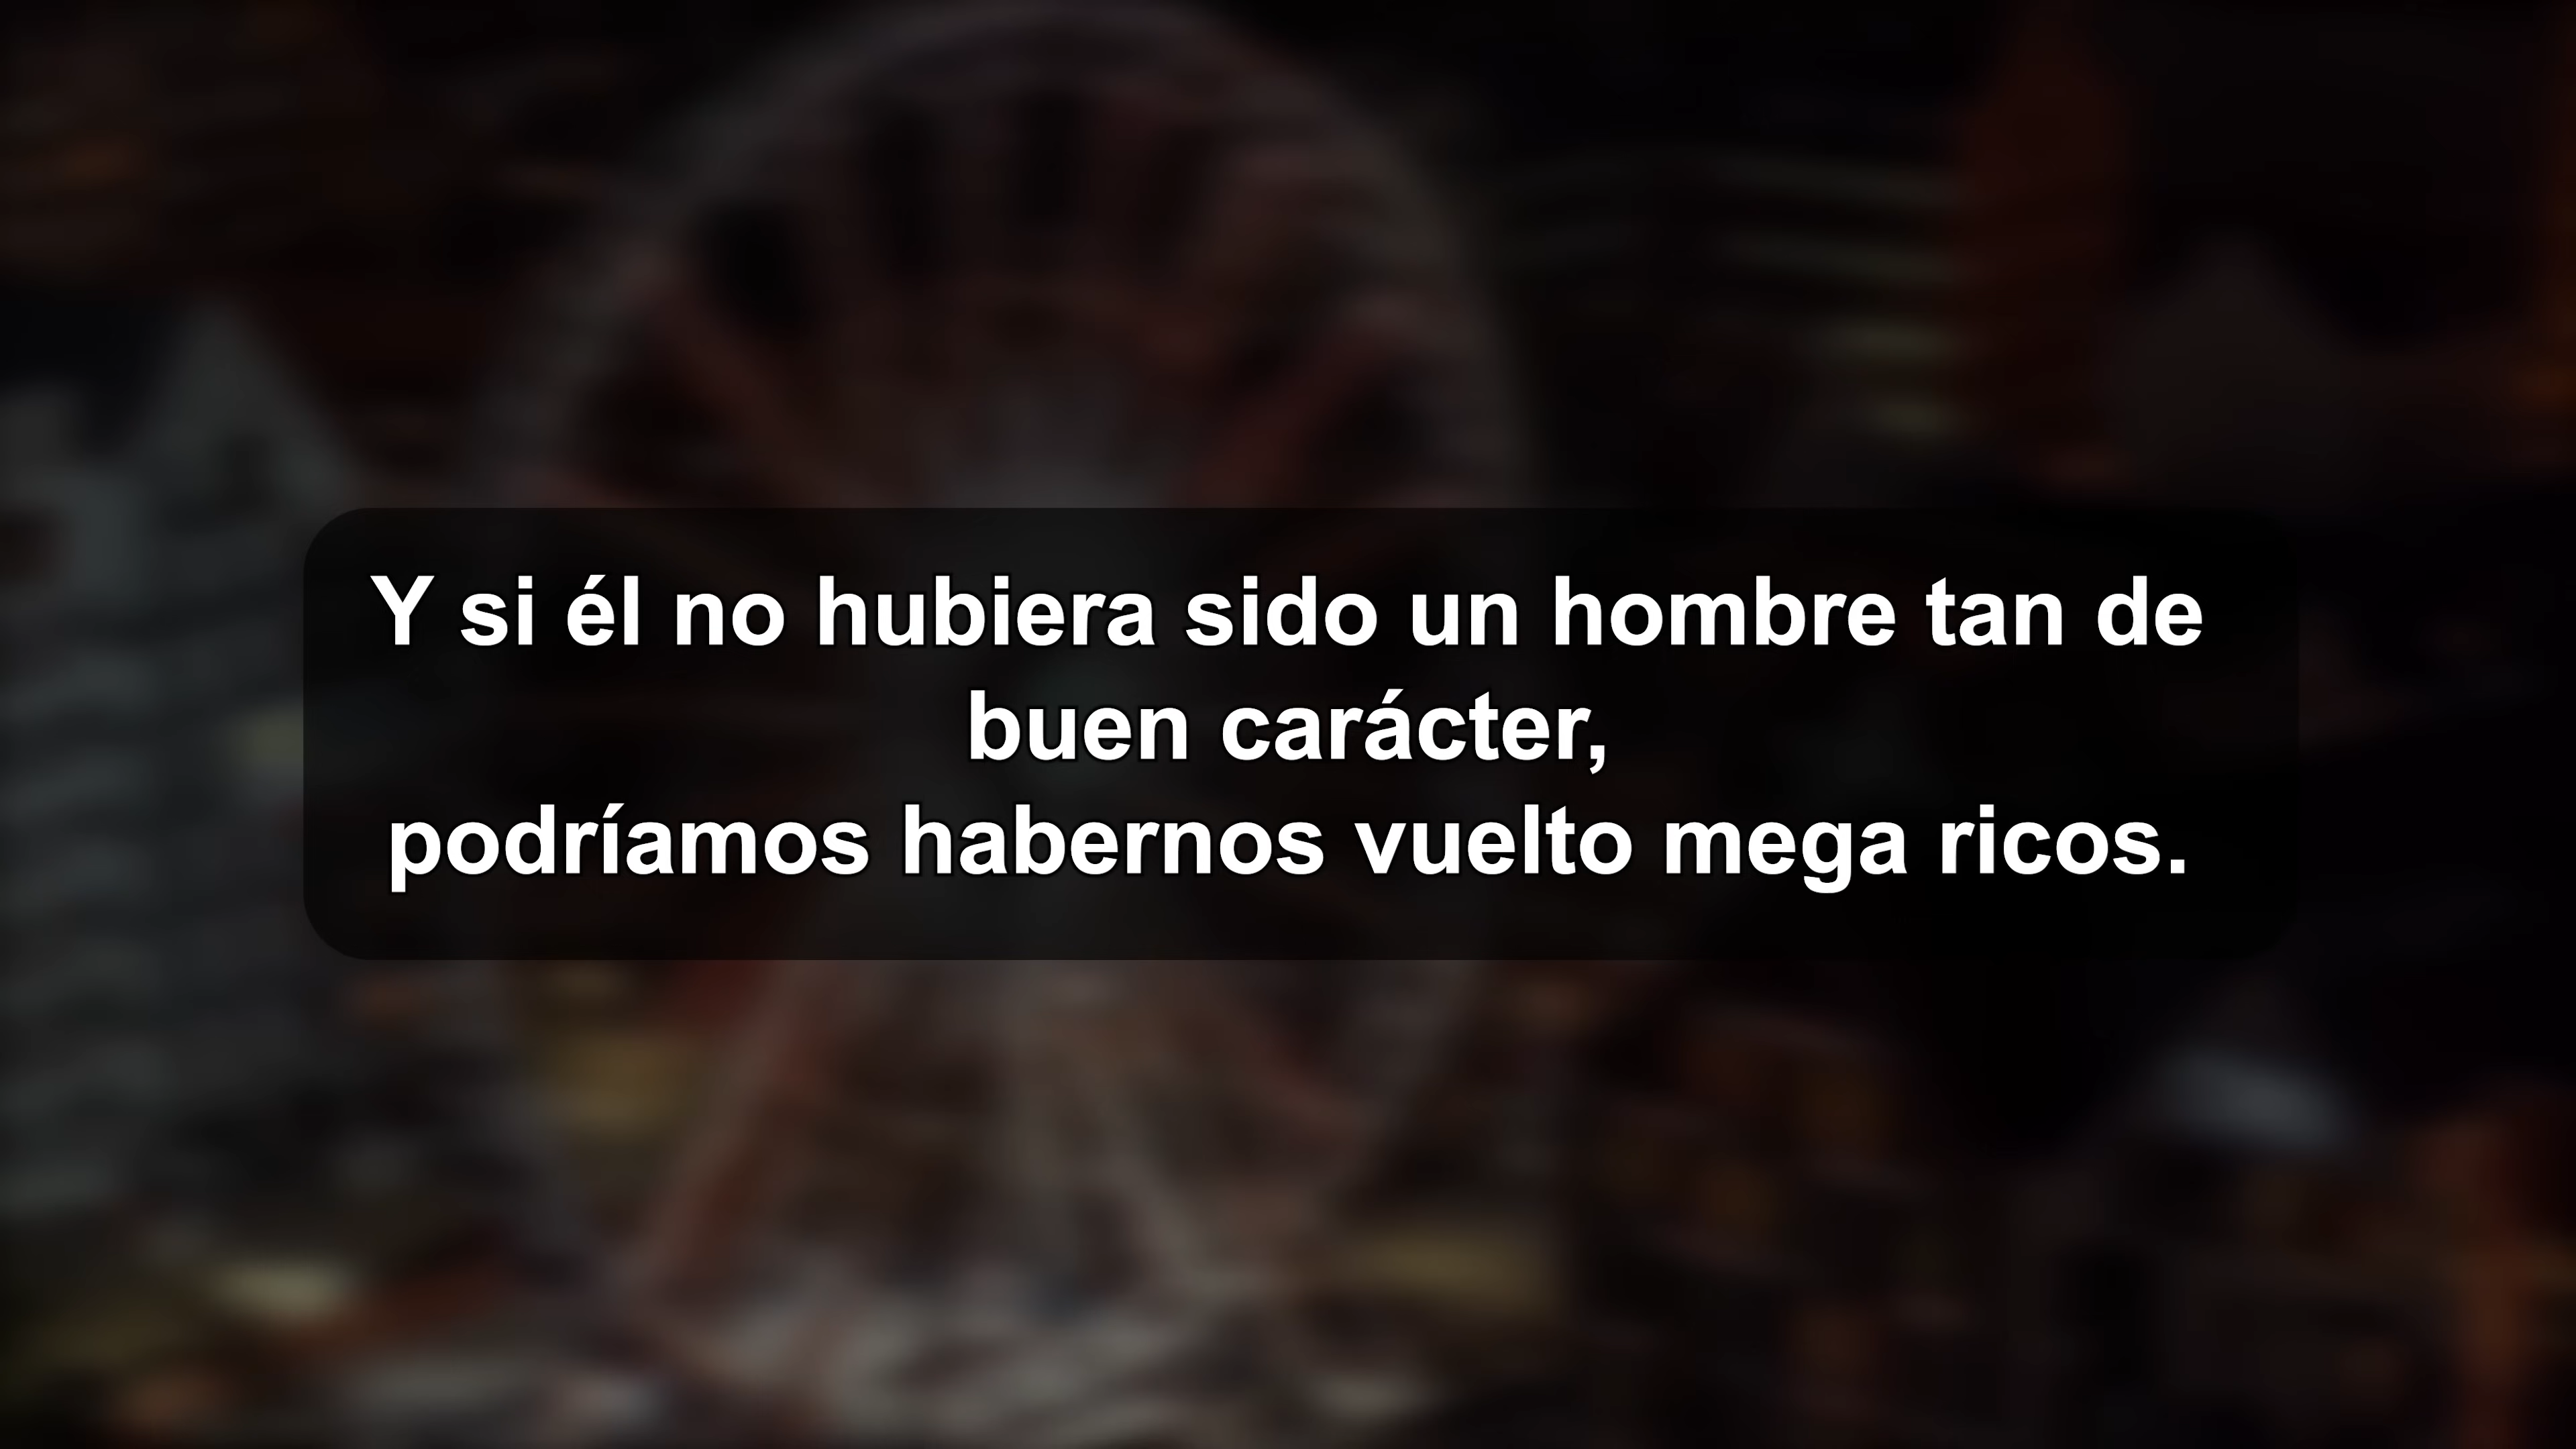 Y si él no hubiera sido un hombre tan de
buen carácter,
podríamos habernos vuelto mega ricos.